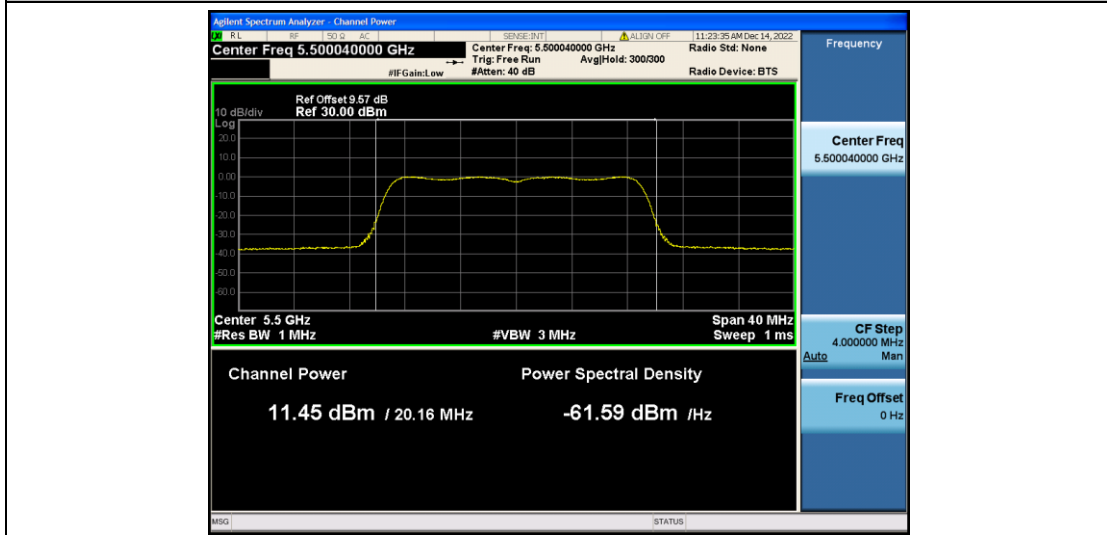 Agilent Spectrum Analyzer - Channel Power
RL RF 50 Ω AC SENSE:INT ALIGN OFF 11:23:35 AM Dec 14, 2022
Center Freq 5.500040000 GHz
Center Freq: 5.500040000 GHz Radio Std: None
Trig: Free Run Avg|Hold: 300/300
#IFGain:Low #Atten: 40 dB Radio Device: BTS
Frequency
Ref Offset 9.57 dB
10 dB/div Ref 30.00 dBm
Log
20.0
10.0
0.00
-10.0
-20.0
-30.0
-40.0
-50.0
-60.0
Center 5.5 GHz Span 40 MHz
#Res BW 1 MHz #VBW 3 MHz Sweep 1 ms
Center Freq
5.500040000 GHz
CF Step
4.000000 MHz
Auto Man
Freq Offset
0 Hz
Channel Power Power Spectral Density
11.45 dBm / 20.16 MHz -61.59 dBm /Hz
MSG STATUS